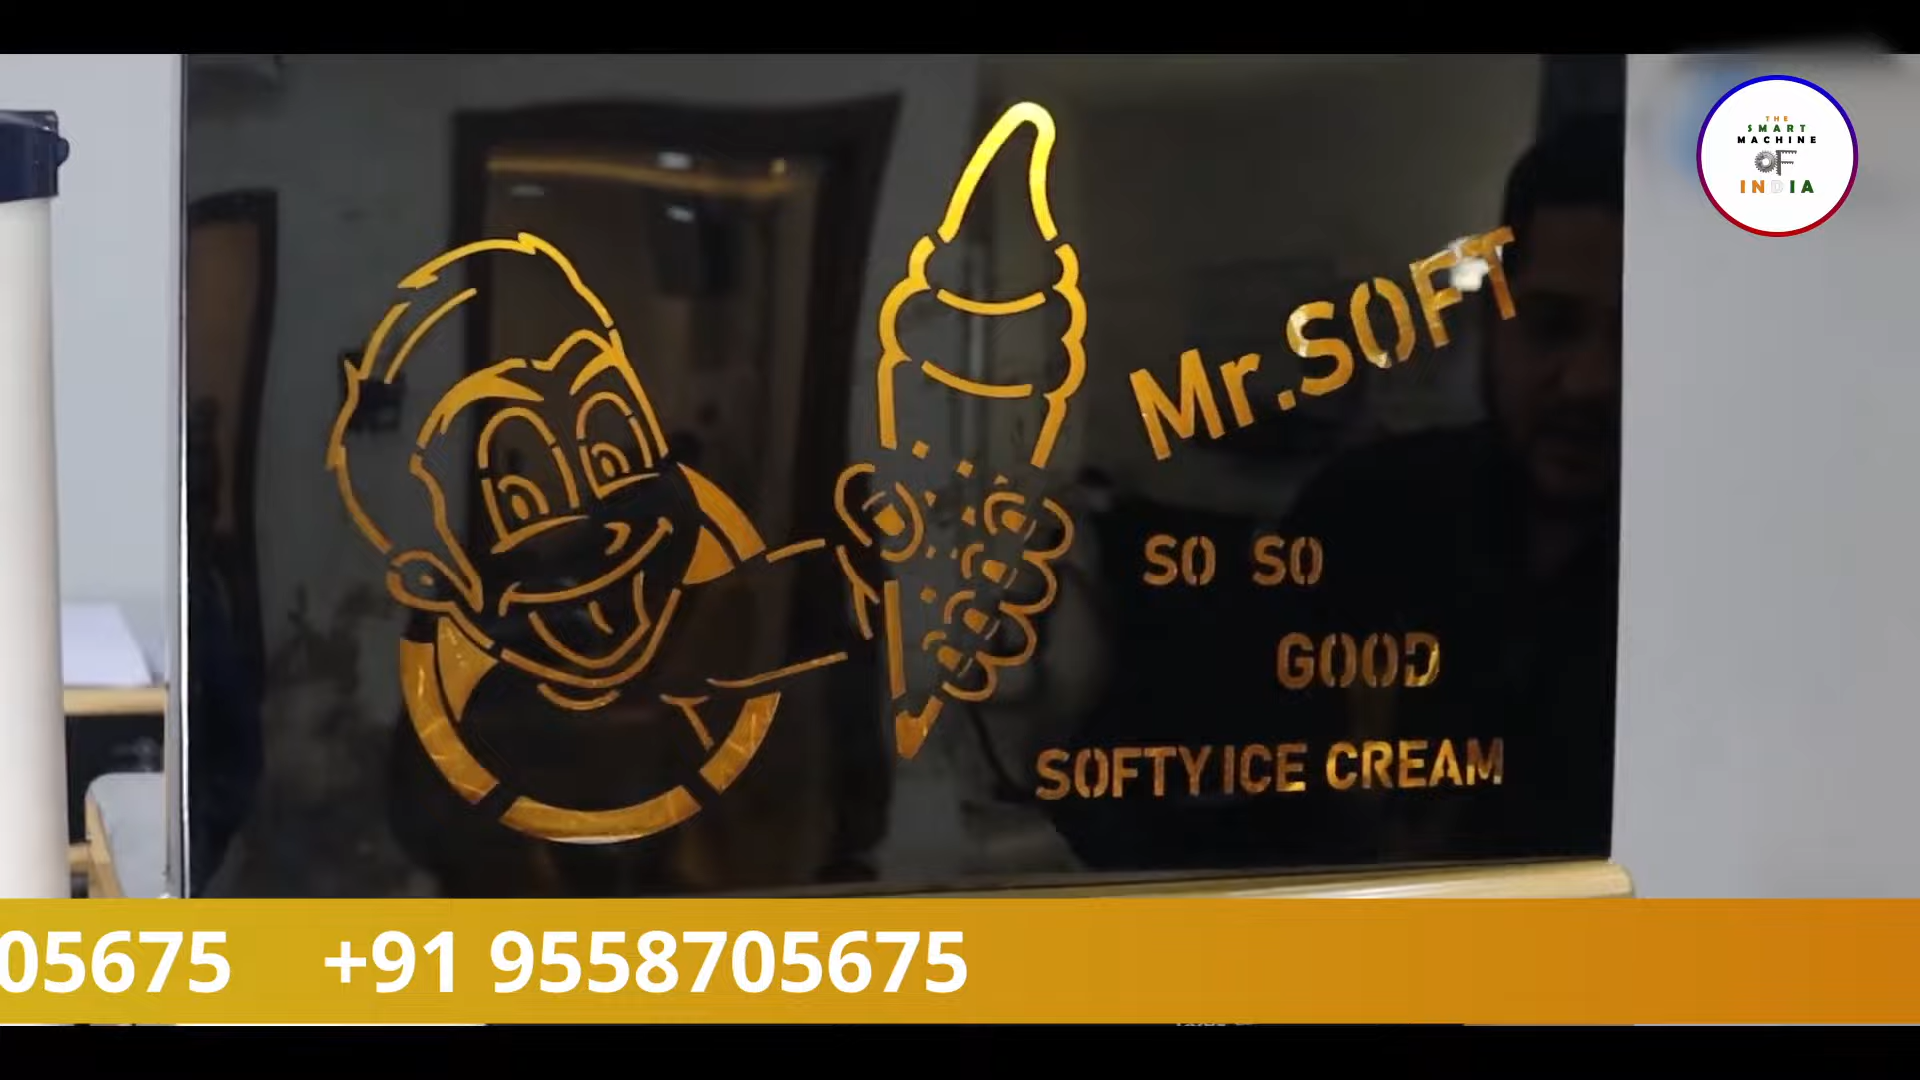 THE
SMART
MACHINE
OF
INDIA
Mr.SOFT
SO SO
GOOD
SOFTY ICE CREAM
05675 +91 9558705675